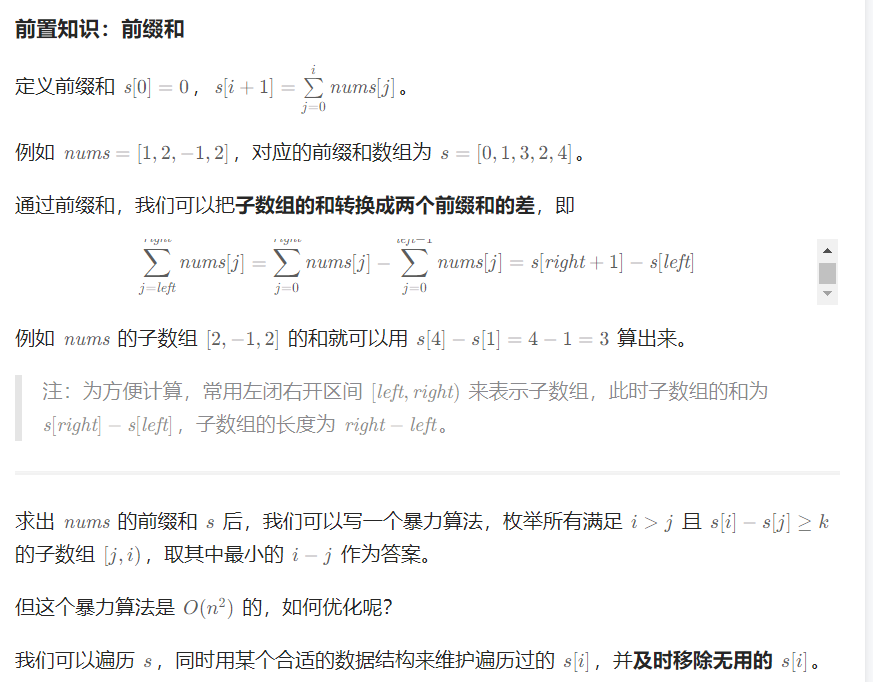 前置知识：前缀和
定义前缀和 s[0] = 0，s[i + 1] = \sum_{j=0}^{i} nums[j]。
例如 nums = [1, 2, −1, 2]，对应的前缀和数组为 s = [0, 1, 3, 2, 4]。
通过前缀和，我们可以把子数组的和转换成两个前缀和的差，即
\sum_{j=left}^{right} nums[j] = \sum_{j=0}^{right} nums[j] − \sum_{j=0}^{left−1} nums[j] = s[right + 1] − s[left]
例如 nums 的子数组 [2, −1, 2] 的和就可以用 s[4] − s[1] = 4 − 1 = 3 算出来。
注：为方便计算，常用左闭右开区间 [left, right) 来表示子数组，此时子数组的和为
s[right] − s[left]，子数组的长度为 right − left。
求出 nums 的前缀和 s 后，我们可以写一个暴力算法，枚举所有满足 i > j 且 s[i] − s[j] ≥ k
的子数组 [j, i)，取其中最小的 i − j 作为答案。
但这个暴力算法是 O(n²) 的，如何优化呢？
我们可以遍历 s，同时用某个合适的数据结构来维护遍历过的 s[i]，并及时移除无用的 s[i]。